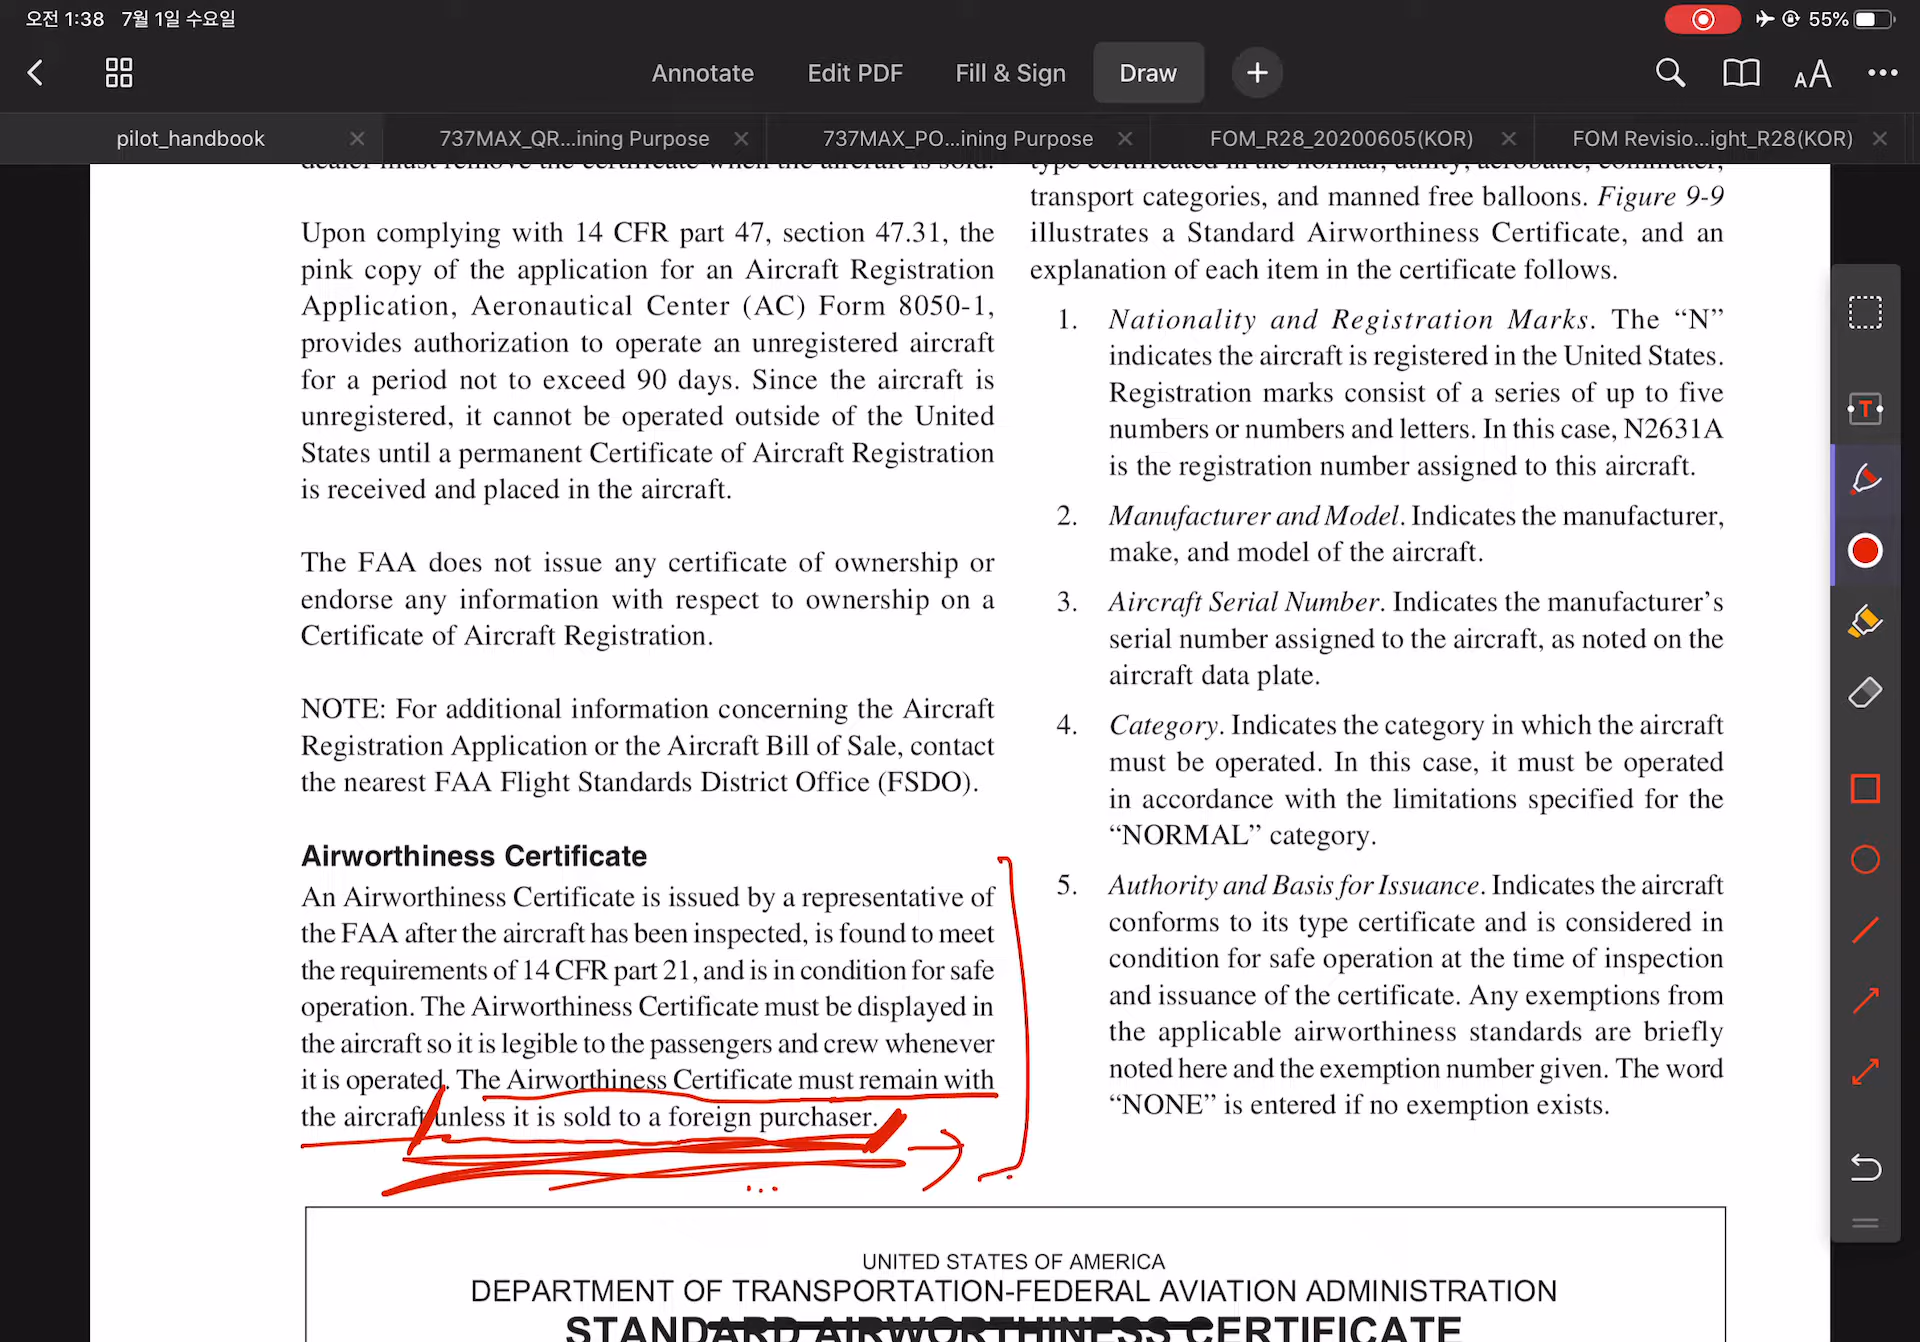 오전 1:38 7월 1일 수요일
55%
Annotate Edit PDF Fill & Sign Draw
pilot_handbook
737MAX_QR...ining Purpose
737MAX_PO...ining Purpose
FOM_R28_20200605(KOR)
FOM Revisio...ight_R28(KOR)
dealer must remove the certificate when the aircraft is sold.
Upon complying with 14 CFR part 47, section 47.31, the
pink copy of the application for an Aircraft Registration
Application, Aeronautical Center (AC) Form 8050-1,
provides authorization to operate an unregistered aircraft
for a period not to exceed 90 days. Since the aircraft is
unregistered, it cannot be operated outside of the United
States until a permanent Certificate of Aircraft Registration
is received and placed in the aircraft.
The FAA does not issue any certificate of ownership or
endorse any information with respect to ownership on a
Certificate of Aircraft Registration.
NOTE: For additional information concerning the Aircraft
Registration Application or the Aircraft Bill of Sale, contact
the nearest FAA Flight Standards District Office (FSDO).
Airworthiness Certificate
An Airworthiness Certificate is issued by a representative of
the FAA after the aircraft has been inspected, is found to meet
the requirements of 14 CFR part 21, and is in condition for safe
operation. The Airworthiness Certificate must be displayed in
the aircraft so it is legible to the passengers and crew whenever
it is operated. The Airworthiness Certificate must remain with
the aircraft unless it is sold to a foreign purchaser.
type certificated in the normal, utility, acrobatic, commuter,
transport categories, and manned free balloons. Figure 9-9
illustrates a Standard Airworthiness Certificate, and an
explanation of each item in the certificate follows.
1. Nationality and Registration Marks. The “N”
indicates the aircraft is registered in the United States.
Registration marks consist of a series of up to five
numbers or numbers and letters. In this case, N2631A
is the registration number assigned to this aircraft.
2. Manufacturer and Model. Indicates the manufacturer,
make, and model of the aircraft.
3. Aircraft Serial Number. Indicates the manufacturer’s
serial number assigned to the aircraft, as noted on the
aircraft data plate.
4. Category. Indicates the category in which the aircraft
must be operated. In this case, it must be operated
in accordance with the limitations specified for the
“NORMAL” category.
5. Authority and Basis for Issuance. Indicates the aircraft
conforms to its type certificate and is considered in
condition for safe operation at the time of inspection
and issuance of the certificate. Any exemptions from
the applicable airworthiness standards are briefly
noted here and the exemption number given. The word
“NONE” is entered if no exemption exists.
UNITED STATES OF AMERICA
DEPARTMENT OF TRANSPORTATION-FEDERAL AVIATION ADMINISTRATION
STANDARD AIRWORTHINESS CERTIFICATE